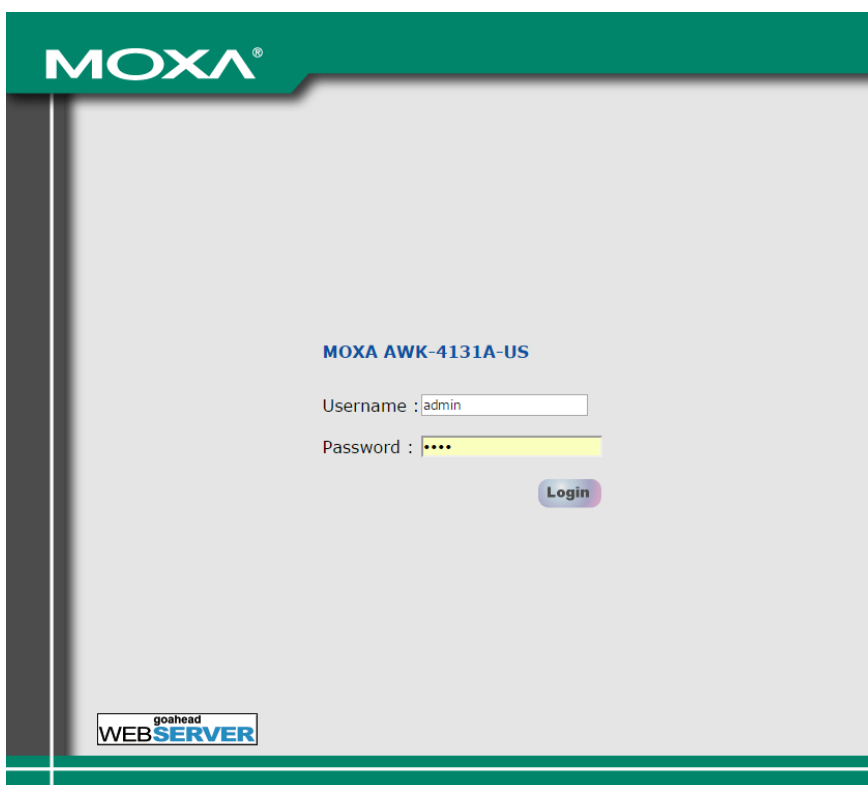 MOXA®
MOXA AWK-4131A-US
Username : admin
Password : ••••
Login
goahead
WEBSERVER